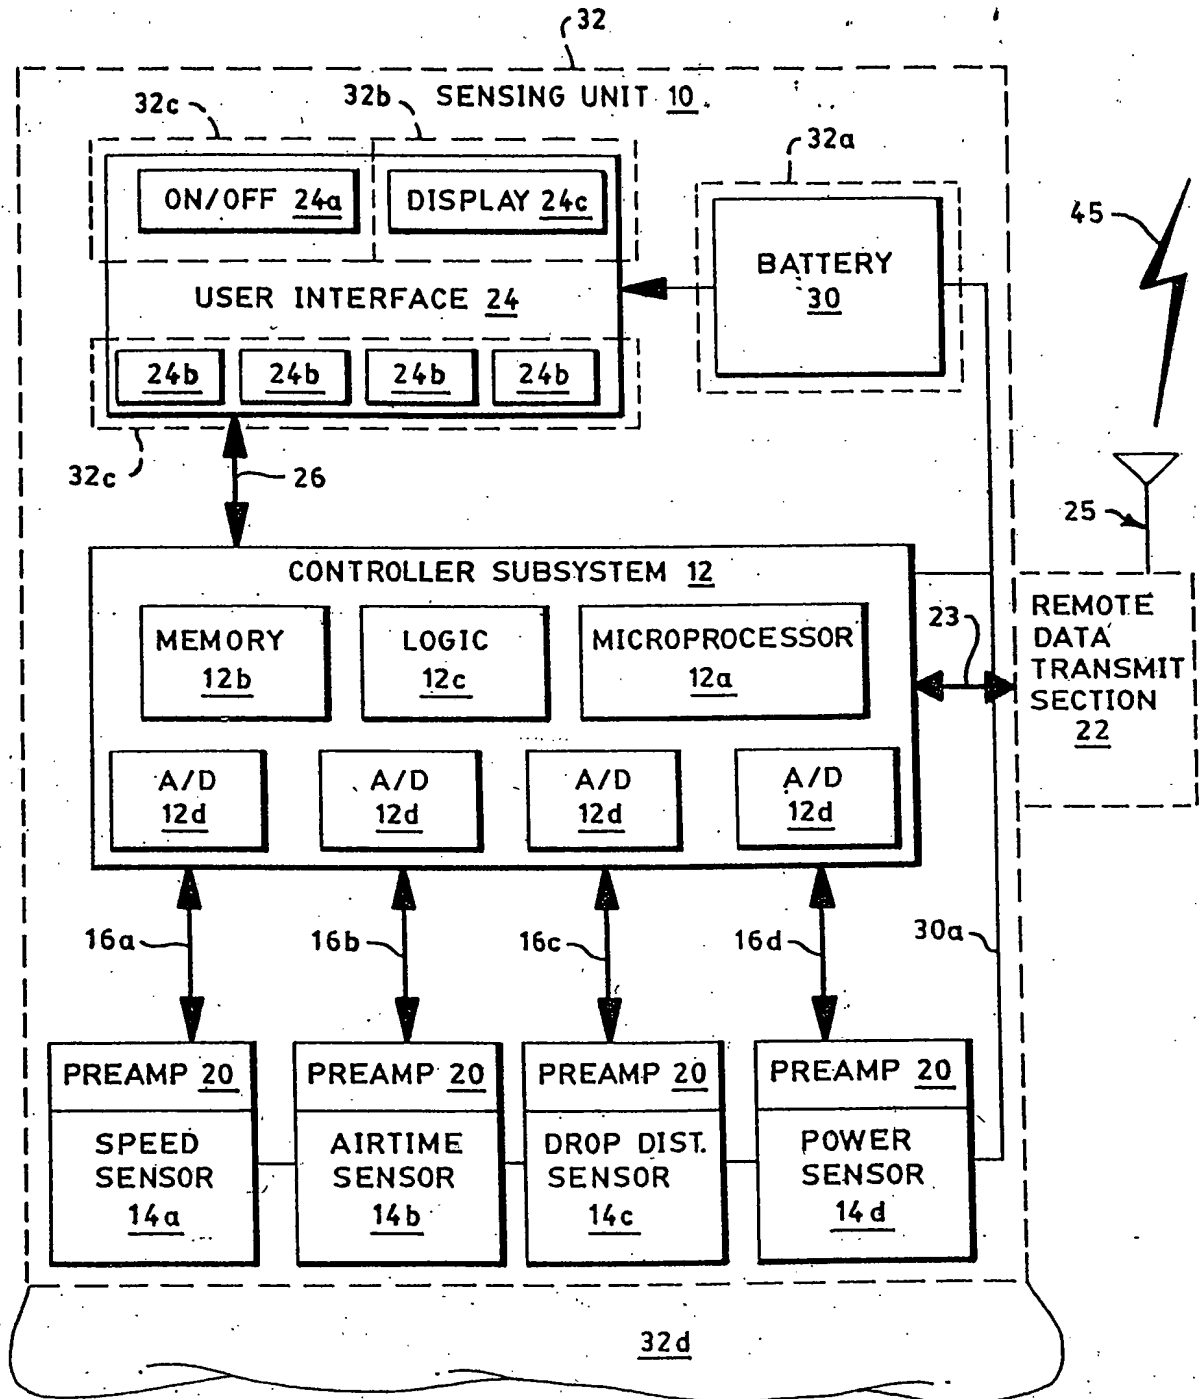 32
SENSING UNIT 10
32c
32b
32a
ON/OFF 24a
DISPLAY 24c
BATTERY
30
45
USER INTERFACE 24
24b 24b 24b 24b
32c
26
25
CONTROLLER SUBSYSTEM 12
MEMORY
12b
LOGIC
12c
MICROPROCESSOR
12a
23
REMOTE
DATA
TRANSMIT
SECTION
22
A/D
12d
A/D
12d
A/D
12d
A/D
12d
16a
16b
16c
16d
30a
PREAMP 20
SPEED
SENSOR
14a
PREAMP 20
AIRTIME
SENSOR
14b
PREAMP 20
DROP DIST.
SENSOR
14c
PREAMP 20
POWER
SENSOR
14d
32d